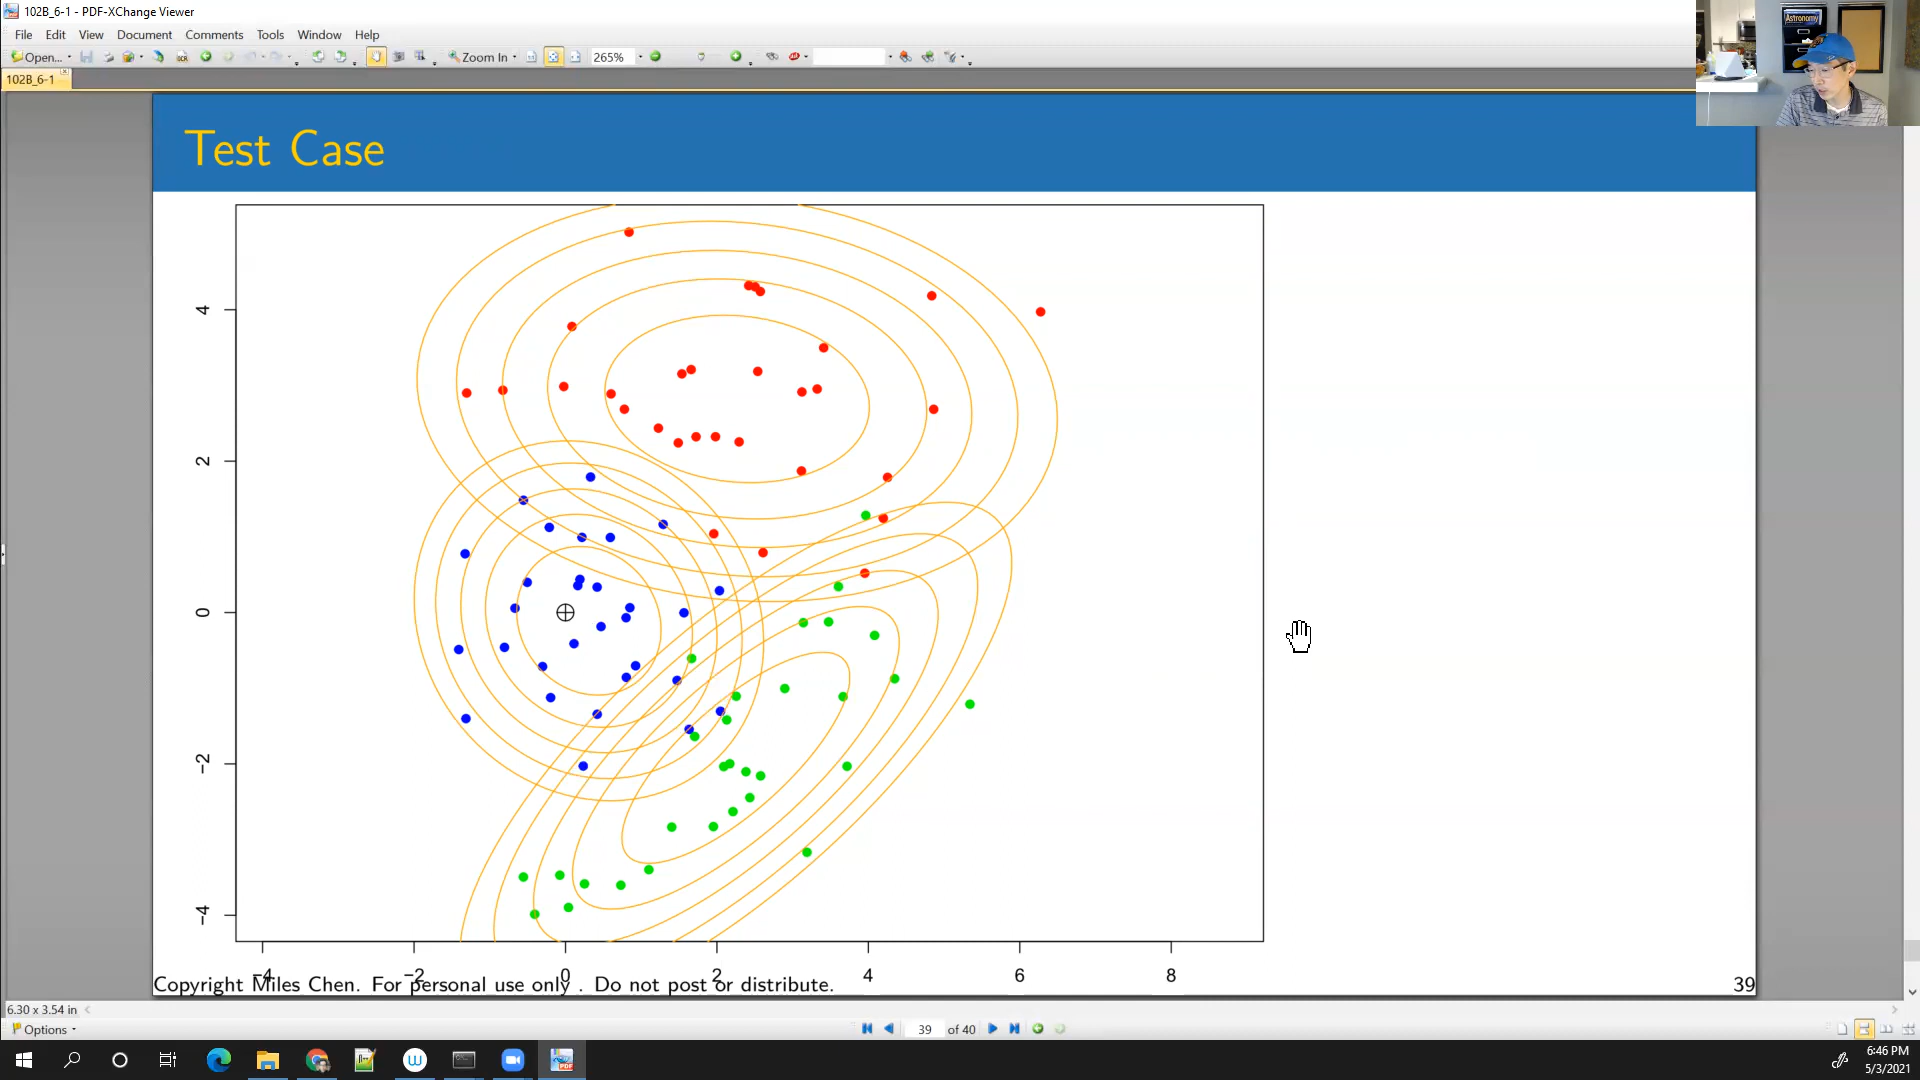 102B_6-1 - PDF-XChange Viewer
File Edit View Document Comments Tools Window Help
Open... OCR Zoom In 265%
102B_6-1
Astronomy
Test Case
4
2
0
−2
−4
−4 −2 0 2 4 6 8
Copyright Miles Chen. For personal use only . Do not post or distribute. 39
6.30 x 3.54 in
Options 39 of 40
6:46 PM
5/3/2021